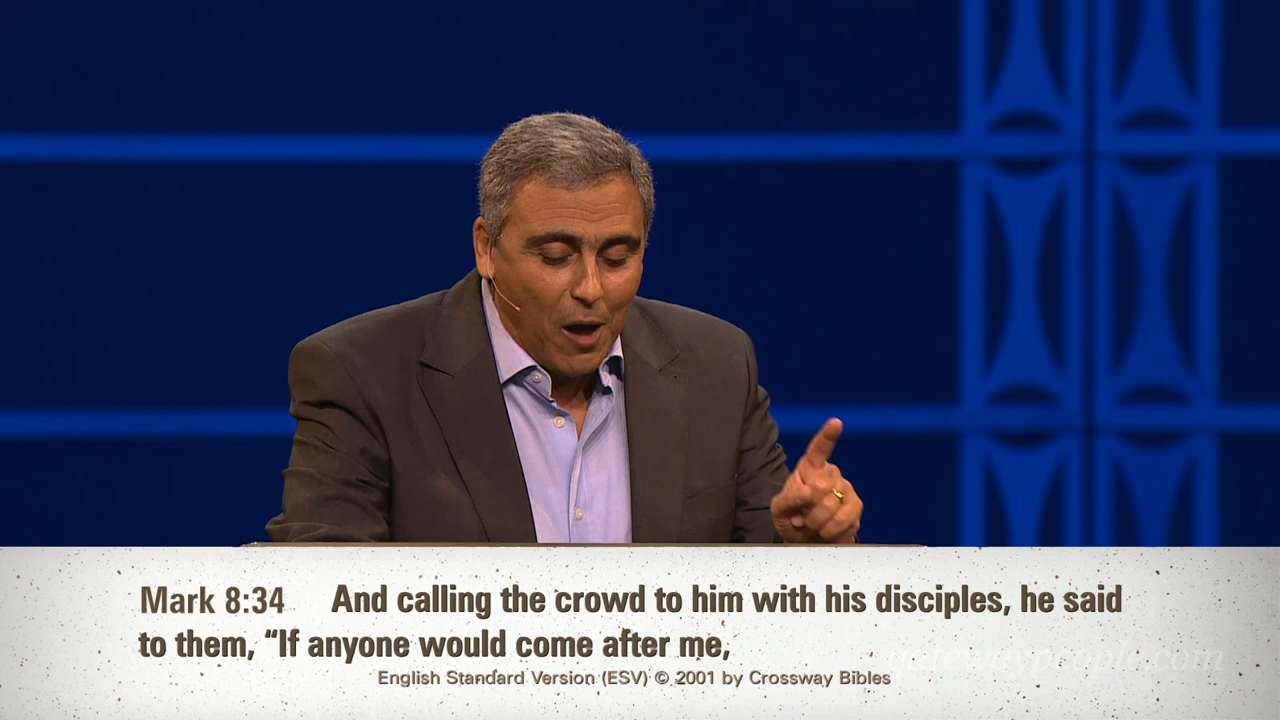 Mark 8:34 And calling the crowd to him with his disciples, he said
to them, “If anyone would come after me,
gatewaypeople.com
English Standard Version (ESV) © 2001 by Crossway Bibles